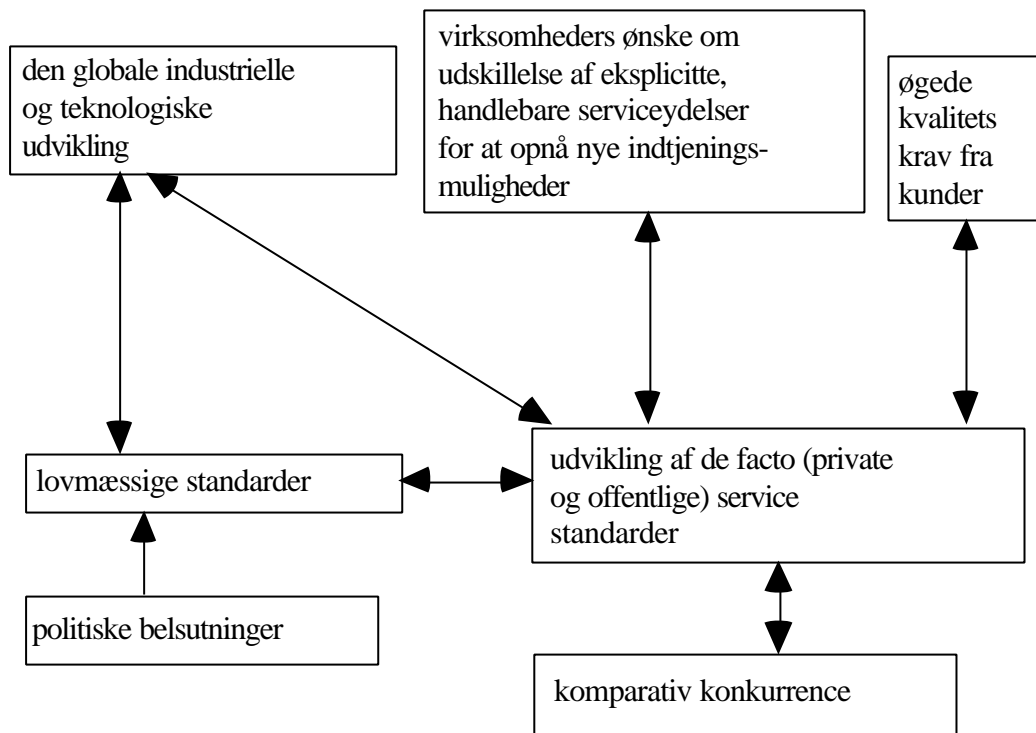 den globale industrielle
og teknologiske
udvikling
virksomheders ønske om
udskillelse af eksplicitte,
handlebare serviceydelser
for at opnå nye indtjenings-
muligheder
øgede
kvalitets
krav fra
kunder
lovmæssige standarder
udvikling af de facto (private
og offentlige) service
standarder
politiske belsutninger
komparativ konkurrence